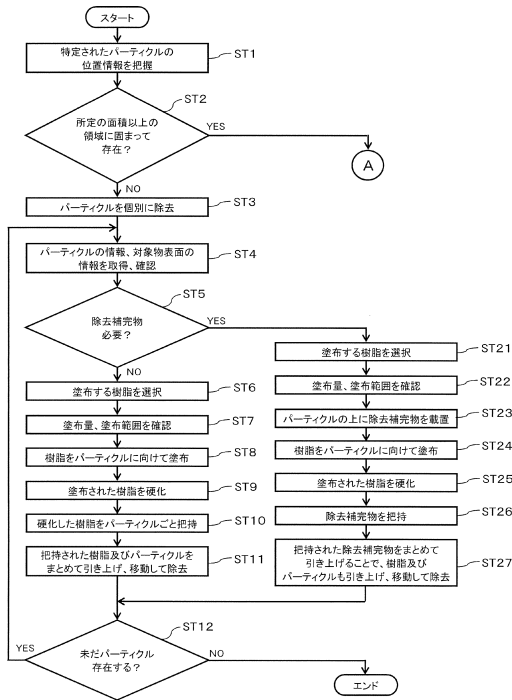 スタート
特定されたパーティクルの
位置情報を把握
ST1
ST2
所定の面積以上の
領域に固まって
存在？
YES
A
NO
パーティクルを個別に除去
ST3
パーティクルの情報、対象物表面の
情報を取得、確認
ST4
ST5
除去補完物
必要？
YES
NO
塗布する樹脂を選択
ST6
塗布量、塗布範囲を確認
ST7
樹脂をパーティクルに向けて塗布
ST8
塗布された樹脂を硬化
ST9
硬化した樹脂をパーティクルごと把持
ST10
把持された樹脂及びパーティクルを
まとめて引き上げ、移動して除去
ST11
塗布する樹脂を選択
ST21
塗布量、塗布範囲を確認
ST22
パーティクルの上に除去補完物を載置
ST23
樹脂をパーティクルに向けて塗布
ST24
塗布された樹脂を硬化
ST25
除去補完物を把持
ST26
把持された除去補完物をまとめて
引き上げることで、樹脂及び
パーティクルも引き上げ、移動して除去
ST27
ST12
未だパーティクル
存在する？
YES
NO
エンド